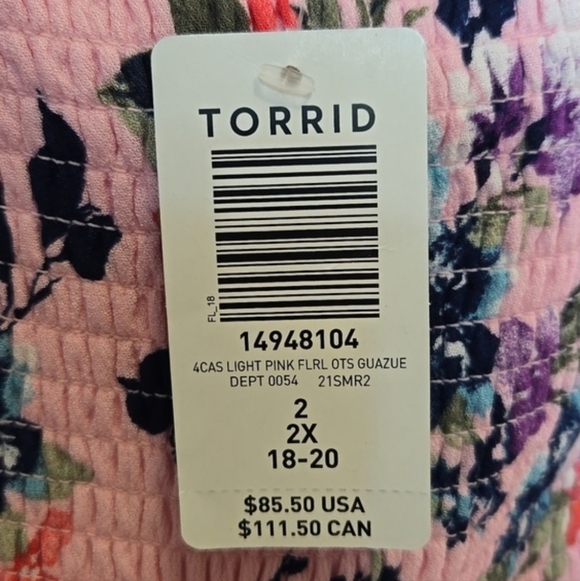 TORRID
FL_18
14948104
4CAS LIGHT PINK FLRL OTS GUAZUE
DEPT 0054 21SMR2
2
2X
18-20
$85.50 USA
$111.50 CAN